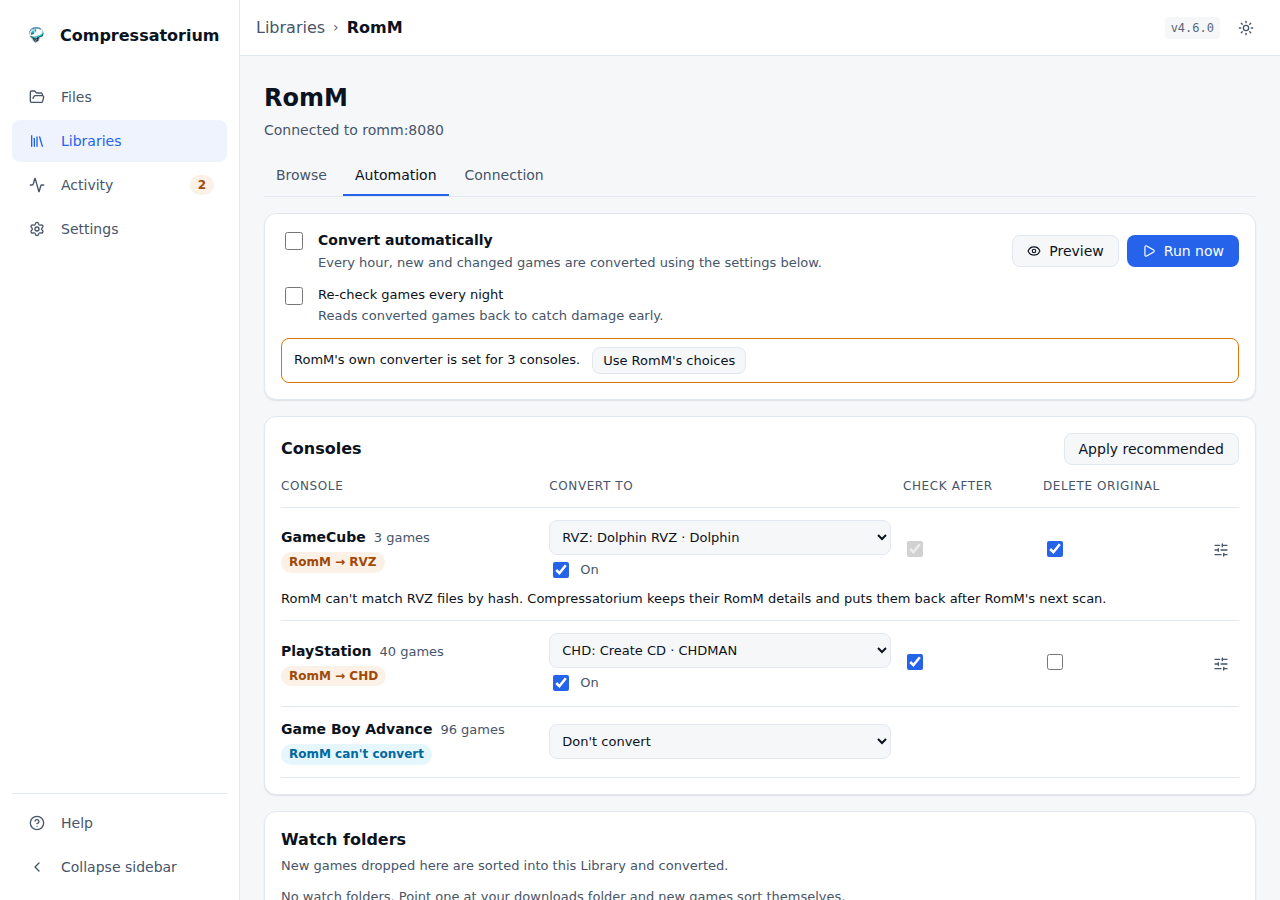 Compressatorium
Libraries › RomM
v4.6.0
Files
Libraries
Activity 2
Settings
Help
Collapse sidebar
RomM
Connected to romm:8080
Browse Automation Connection
Convert automatically
Every hour, new and changed games are converted using the settings below.
Preview
Run now
Re-check games every night
Reads converted games back to catch damage early.
RomM's own converter is set for 3 consoles. Use RomM's choices
Consoles
Apply recommended
CONSOLE CONVERT TO CHECK AFTER DELETE ORIGINAL
GameCube 3 games
RomM → RVZ
RVZ: Dolphin RVZ · Dolphin
On
RomM can't match RVZ files by hash. Compressatorium keeps their RomM details and puts them back after RomM's next scan.
PlayStation 40 games
RomM → CHD
CHD: Create CD · CHDMAN
On
Game Boy Advance 96 games
RomM can't convert
Don't convert
Watch folders
New games dropped here are sorted into this Library and converted.
No watch folders. Point one at your downloads folder and new games sort themselves.